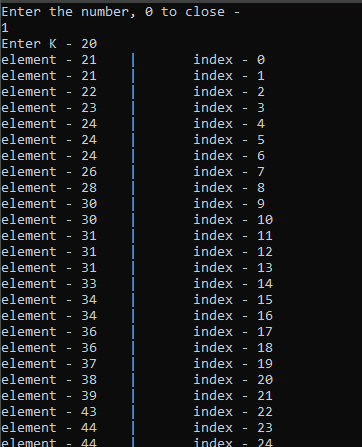 Enter the number, 0 to close -
1
Enter K - 20
element - 21 | index - 0
element - 21 | index - 1
element - 22 | index - 2
element - 23 | index - 3
element - 24 | index - 4
element - 24 | index - 5
element - 24 | index - 6
element - 26 | index - 7
element - 28 | index - 8
element - 30 | index - 9
element - 30 | index - 10
element - 31 | index - 11
element - 31 | index - 12
element - 31 | index - 13
element - 33 | index - 14
element - 34 | index - 15
element - 34 | index - 16
element - 36 | index - 17
element - 36 | index - 18
element - 37 | index - 19
element - 38 | index - 20
element - 39 | index - 21
element - 43 | index - 22
element - 44 | index - 23
element - 44 | index - 24